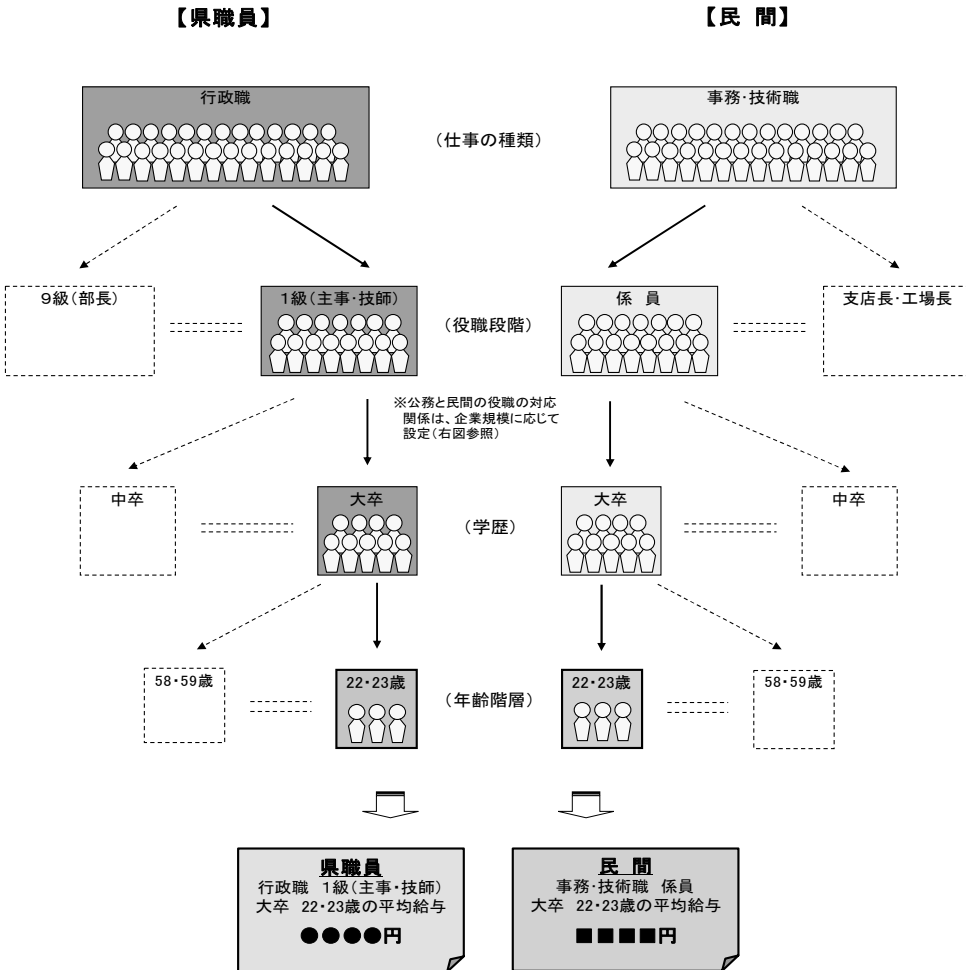 【県職員】
【民 間】
行政職
(仕事の種類)
事務・技術職
9級(部長)
1級(主事・技師)
(役職段階)
係 員
支店長・工場長
※公務と民間の役職の対応
関係は、企業規模に応じて
設定(右図参照)
中卒
大卒
(学歴)
大卒
中卒
58・59歳
22・23歳
(年齢階層)
22・23歳
58・59歳
県職員
行政職 1級(主事・技師)
大卒 22・23歳の平均給与
●●●●円
民 間
事務・技術職 係員
大卒 22・23歳の平均給与
■■■■円